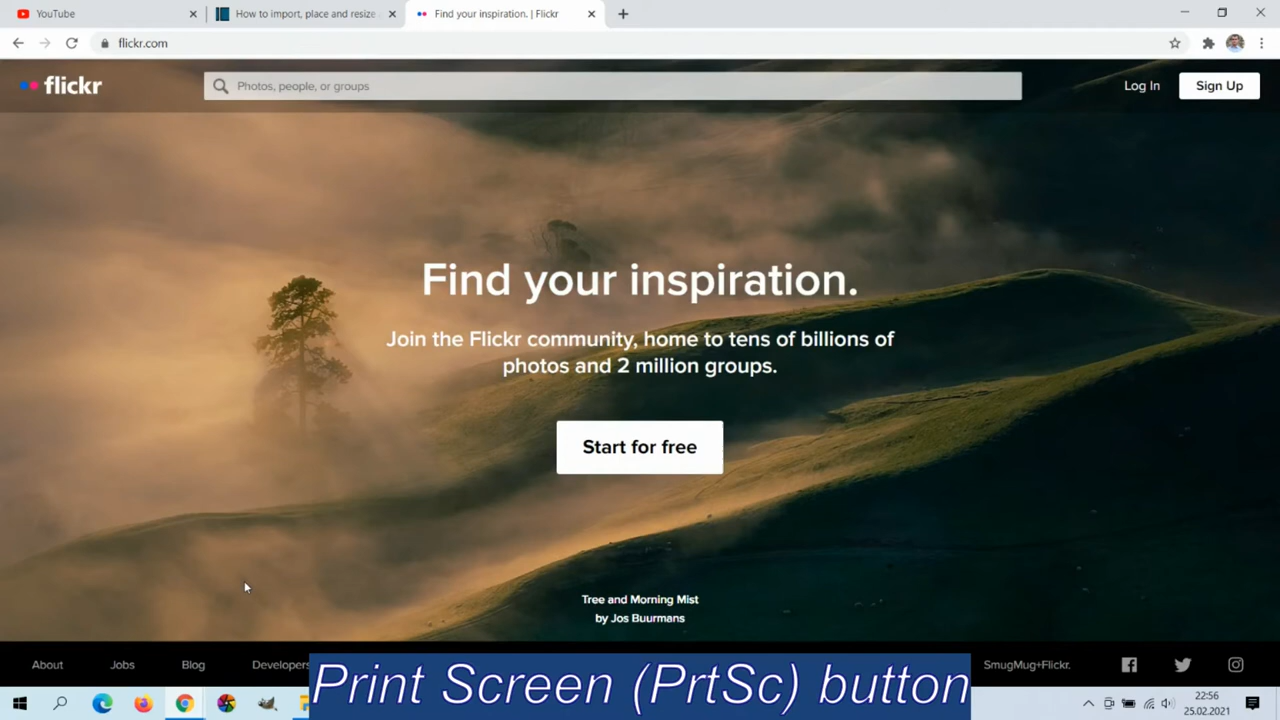 YouTube
How to import, place and resize
Find your inspiration. | Flickr
flickr.com
flickr
Photos, people, or groups
Log In
Sign Up
Find your inspiration.
Join the Flickr community, home to tens of billions of
photos and 2 million groups.
Start for free
Tree and Morning Mist
by Jos Buurmans
About
Jobs
Blog
Developers
SmugMug+Flickr.
Print Screen (PrtSc) button
22:56
25.02.2021